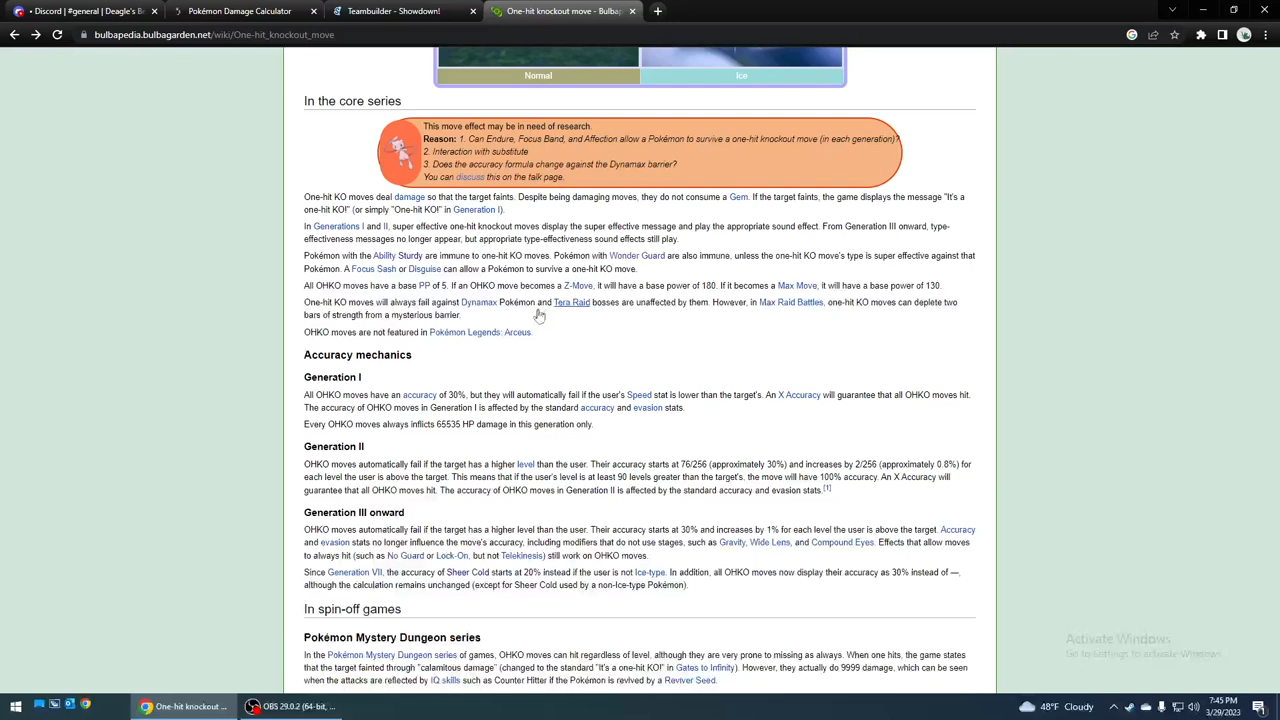 Discord | #general | Deagle's Br
Pokémon Damage Calculator
Teambuilder - Showdown!
One-hit knockout move - Bulbap
bulbapedia.bulbagarden.net/wiki/One-hit_knockout_move
Normal
Ice
In the core series
This move effect may be in need of research.
Reason: 1. Can Endure, Focus Band, and Affection allow a Pokémon to survive a one-hit knockout move (in each generation)?
2. Interaction with substitute
3. Does the accuracy formula change against the Dynamax barrier?
You can discuss this on the talk page.
One-hit KO moves deal damage so that the target faints. Despite being damaging moves, they do not consume a Gem. If the target faints, the game displays the message "It's a
one-hit KO!" (or simply "One-hit KO!" in Generation I).
In Generations I and II, super effective one-hit knockout moves display the super effective message and play the appropriate sound effect. From Generation III onward, type-
effectiveness messages no longer appear, but appropriate type-effectiveness sound effects still play.
Pokémon with the Ability Sturdy are immune to one-hit KO moves. Pokémon with Wonder Guard are also immune, unless the one-hit KO move's type is super effective against that
Pokémon. A Focus Sash or Disguise can allow a Pokémon to survive a one-hit KO move.
All OHKO moves have a base PP of 5. If an OHKO move becomes a Z-Move, it will have a base power of 180. If it becomes a Max Move, it will have a base power of 130.
One-hit KO moves will always fail against Dynamax Pokémon and Tera Raid bosses are unaffected by them. However, in Max Raid Battles, one-hit KO moves can deplete two
bars of strength from a mysterious barrier.
OHKO moves are not featured in Pokémon Legends: Arceus.
Accuracy mechanics
Generation I
All OHKO moves have an accuracy of 30%, but they will automatically fail if the user's Speed stat is lower than the target's. An X Accuracy will guarantee that all OHKO moves hit.
The accuracy of OHKO moves in Generation I is affected by the standard accuracy and evasion stats.
Every OHKO moves always inflicts 65535 HP damage in this generation only.
Generation II
OHKO moves automatically fail if the target has a higher level than the user. Their accuracy starts at 76/256 (approximately 30%) and increases by 2/256 (approximately 0.8%) for
each level the user is above the target. This means that if the user's level is at least 90 levels greater than the target's, the move will have 100% accuracy. An X Accuracy will
guarantee that all OHKO moves hit. The accuracy of OHKO moves in Generation II is affected by the standard accuracy and evasion stats.[1]
Generation III onward
OHKO moves automatically fail if the target has a higher level than the user. Their accuracy starts at 30% and increases by 1% for each level the user is above the target. Accuracy
and evasion stats no longer influence the move's accuracy, including modifiers that do not use stages, such as Gravity, Wide Lens, and Compound Eyes. Effects that allow moves
to always hit (such as No Guard or Lock-On, but not Telekinesis) still work on OHKO moves.
Since Generation VII, the accuracy of Sheer Cold starts at 20% instead if the user is not Ice-type. In addition, all OHKO moves now display their accuracy as 30% instead of —,
although the calculation remains unchanged (except for Sheer Cold used by a non-Ice-type Pokémon).
In spin-off games
Pokémon Mystery Dungeon series
In the Pokémon Mystery Dungeon series of games, OHKO moves can hit regardless of level, although they are very prone to missing as always. When one hits, the game states
that the target fainted through "calamitous damage" (changed to the standard "It's a one-hit KO!" in Gates to Infinity). However, they actually do 9999 damage, which can be seen
when the attacks are reflected by IQ skills such as Counter Hitter if the Pokémon is revived by a Reviver Seed.
Activate Windows
Go to Settings to activate Windows.
One-hit knockout ...
OBS 29.0.2 (64-bit, ...
48°F Cloudy
7:45 PM
3/29/2023